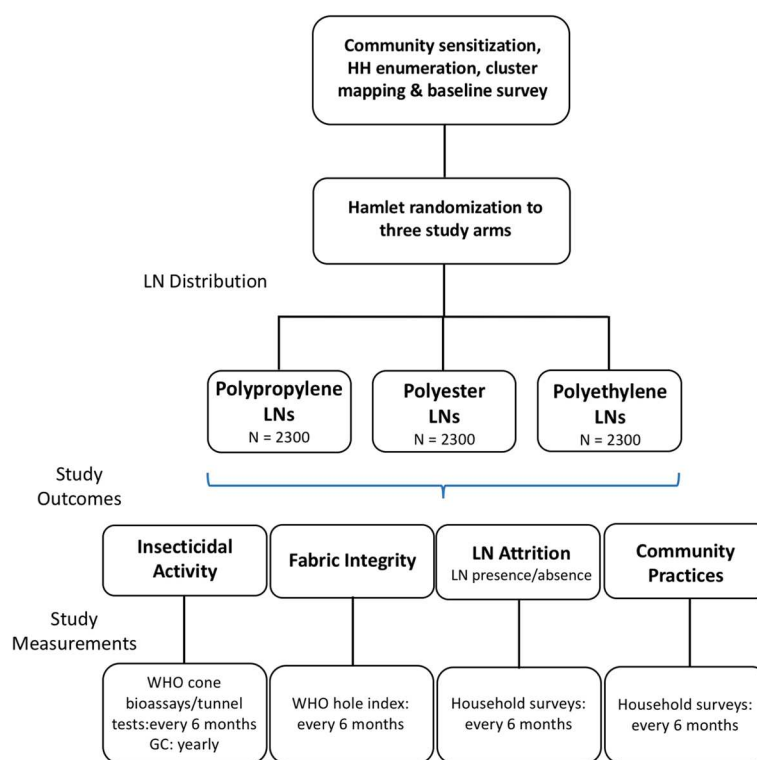 Community sensitization,
HH enumeration, cluster
mapping & baseline survey
Hamlet randomization to
three study arms
LN Distribution
Polypropylene
LNs
N = 2300
Polyester
LNs
N = 2300
Polyethylene
LNs
N = 2300
Study
Outcomes
Insecticidal
Activity
Fabric Integrity
LN Attrition
LN presence/absence
Community
Practices
Study
Measurements
WHO cone
bioassays/tunnel
tests:every 6 months
GC: yearly
WHO hole index:
every 6 months
Household surveys:
every 6 months
Household surveys:
every 6 months